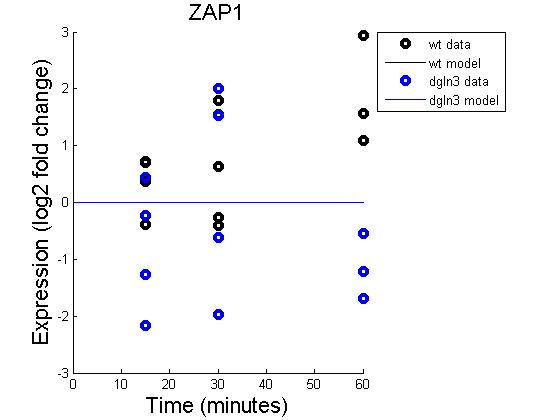 ZAP1
Expression (log2 fold change)
3
2
1
0
-1
-2
-3
0 10 20 30 40 50 60
Time (minutes)
wt data
wt model
dgln3 data
dgln3 model